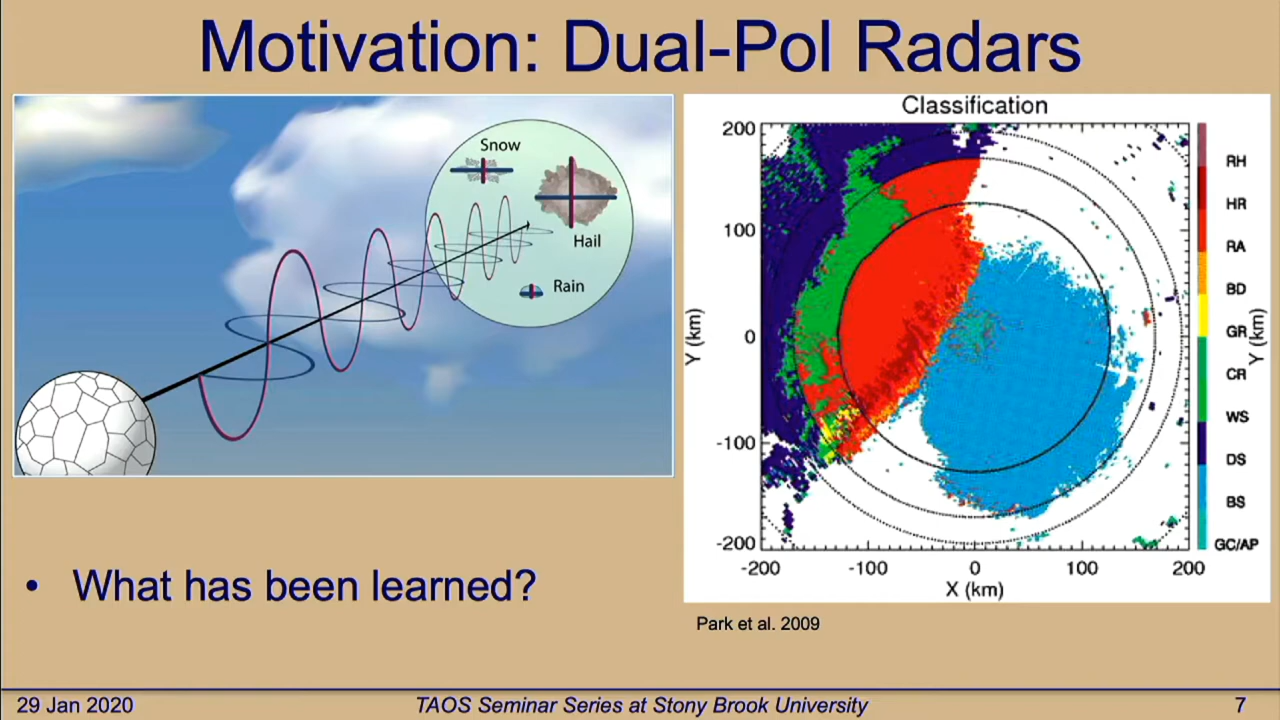 Motivation: Dual-Pol Radars
Snow
Hail
Rain
Classification
200
100
0
-100
-200
Y (km)
-200 -100 0 100 200
X (km)
RH
HR
RA
BD
GR
CR
WS
DS
BS
GC/AP
Y (km)
• What has been learned?
Park et al. 2009
29 Jan 2020
TAOS Seminar Series at Stony Brook University
7